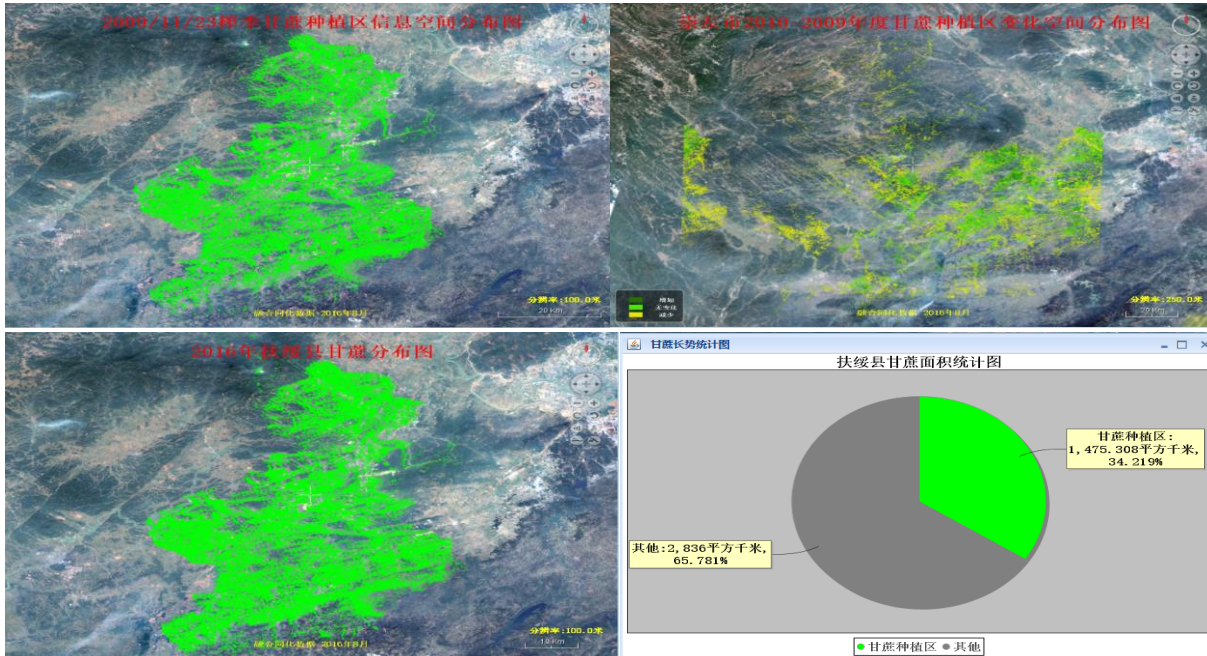 2009/11/23榨季甘蔗种植区信息空间分布图
分辨率:100.0米
20 Km
融合同化数据 2016年8月
崇左市2010-2009年度甘蔗种植区变化空间分布图
增加
无变化
减少
分辨率:250.0米
20 Km
融合同化数据 2016年8月
2016年扶绥县甘蔗分布图
分辨率:100.0米
10 Km
融合同化数据 2016年8月
甘蔗长势统计图
扶绥县甘蔗面积统计图
甘蔗种植区:
1,475.308平方千米,
34.219%
其他:2,836平方千米,
65.781%
甘蔗种植区 其他